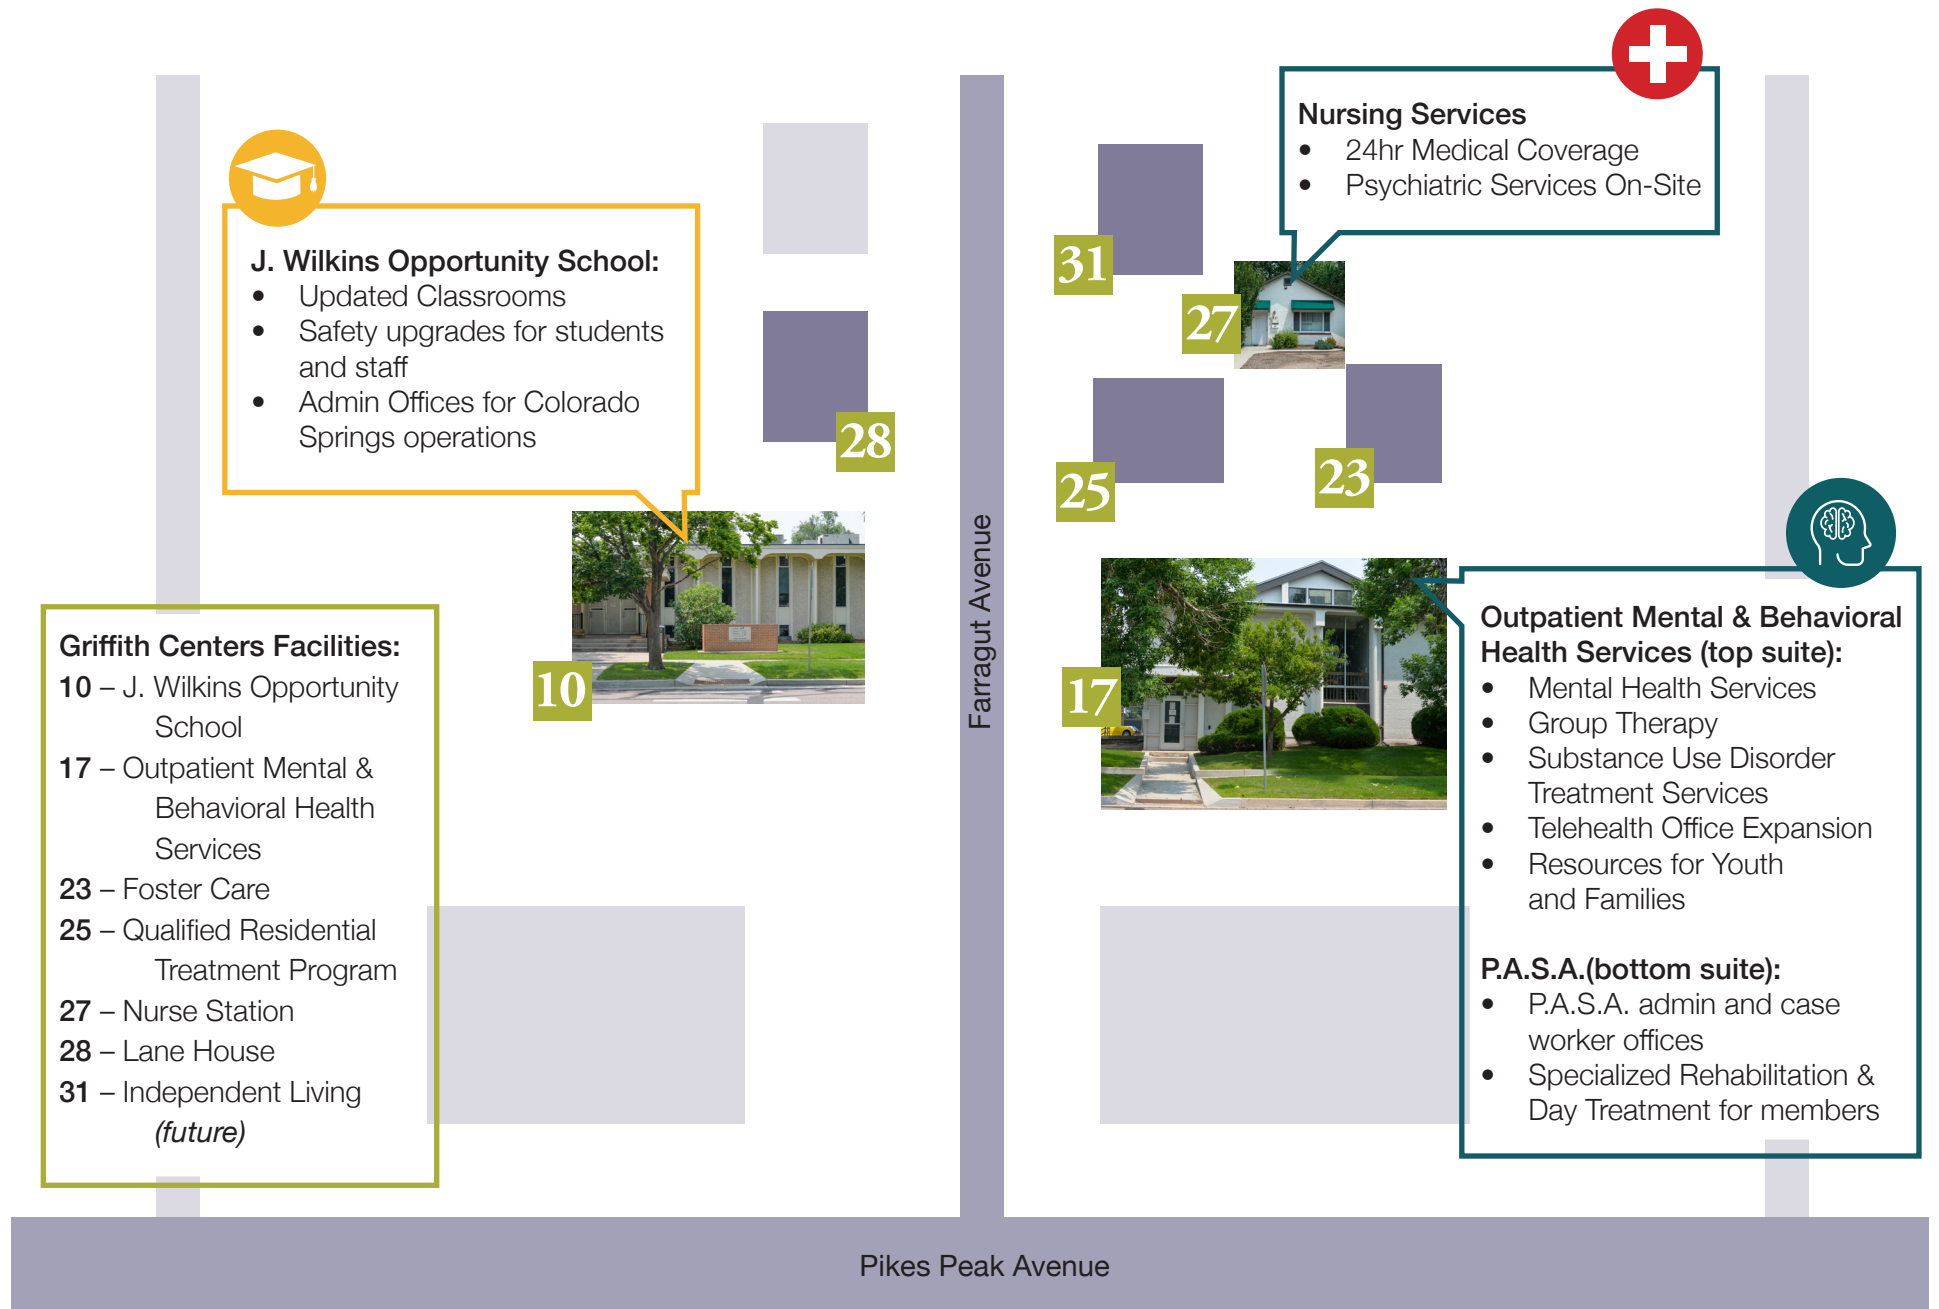 Nursing Services
• 24hr Medical Coverage
• Psychiatric Services On-Site
J. Wilkins Opportunity School:
• Updated Classrooms
• Safety upgrades for students
and staff
• Admin Offices for Colorado
Springs operations
31
27
28
25
23
10
17
Farragut Avenue
Griffith Centers Facilities:
10 – J. Wilkins Opportunity
School
17 – Outpatient Mental &
Behavioral Health
Services
23 – Foster Care
25 – Qualified Residential
Treatment Program
27 – Nurse Station
28 – Lane House
31 – Independent Living
(future)
Outpatient Mental & Behavioral
Health Services (top suite):
• Mental Health Services
• Group Therapy
• Substance Use Disorder
Treatment Services
• Telehealth Office Expansion
• Resources for Youth
and Families
P.A.S.A.(bottom suite):
• P.A.S.A. admin and case
worker offices
• Specialized Rehabilitation &
Day Treatment for members
Pikes Peak Avenue